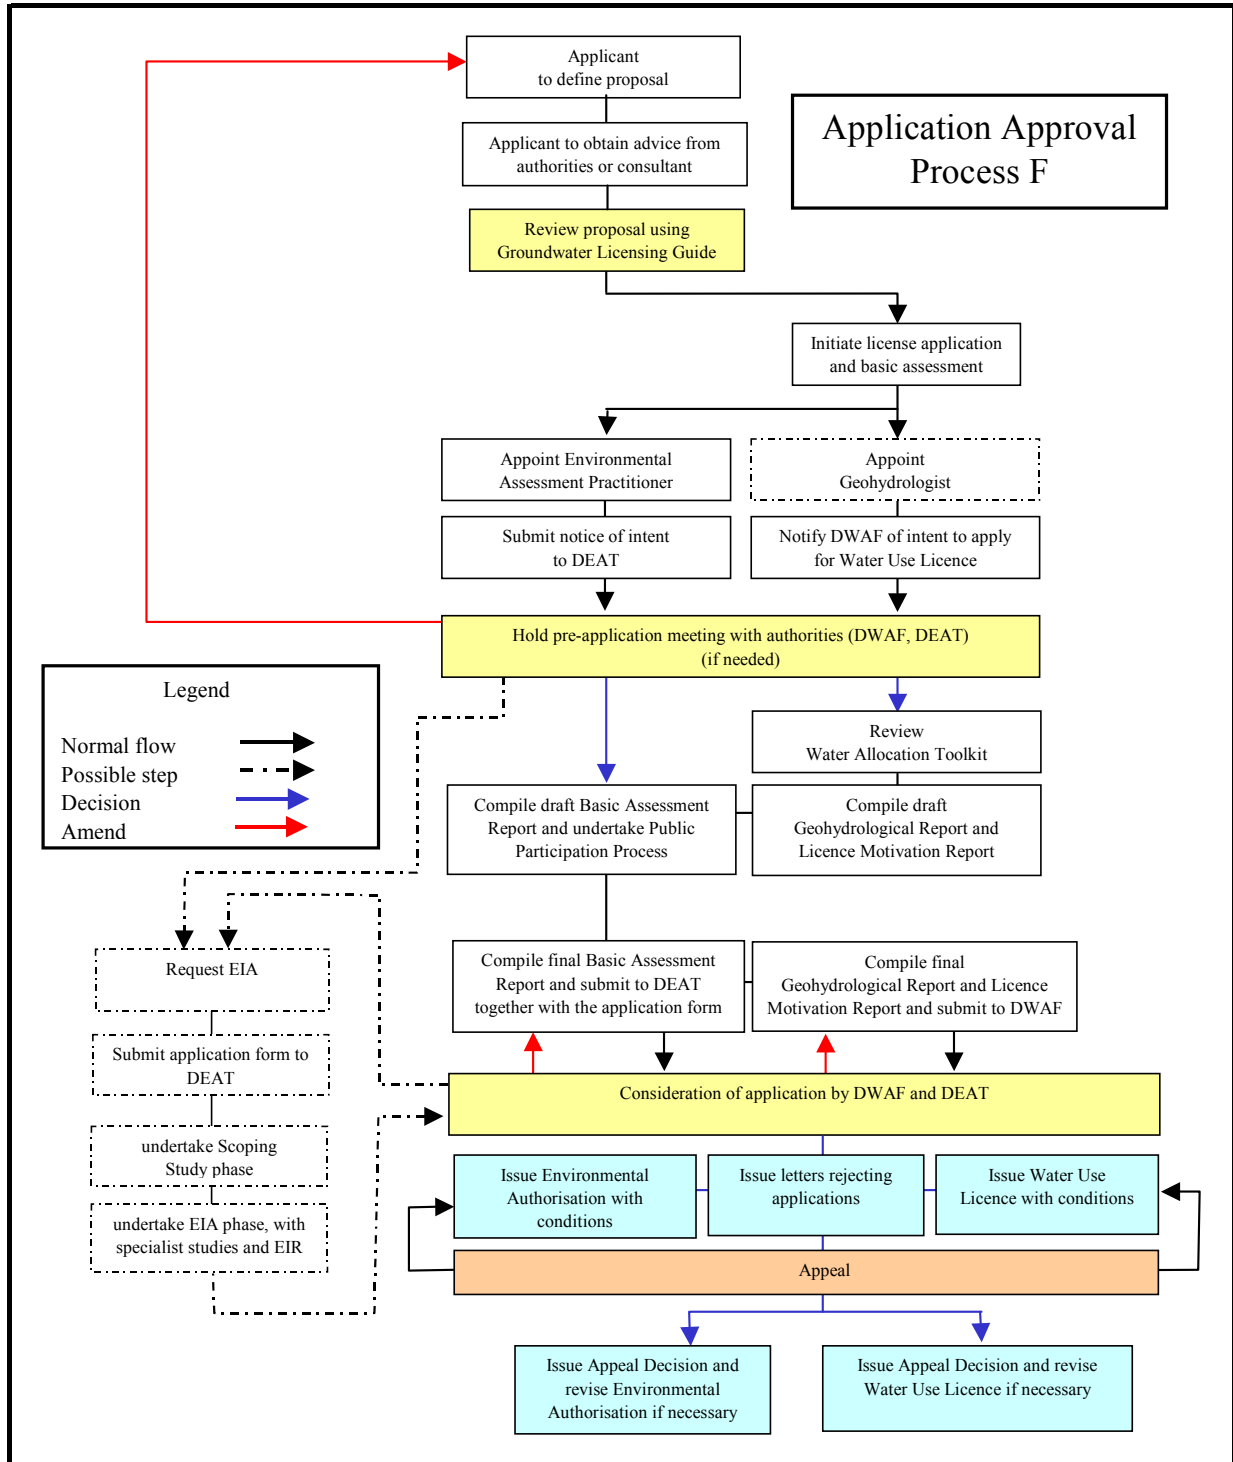 Applicant
to define proposal
Application Approval
Process F
Applicant to obtain advice from
authorities or consultant
Review proposal using
Groundwater Licensing Guide
Initiate license application
and basic assessment
Appoint Environmental
Assessment Practitioner
Appoint
Geohydrologist
Submit notice of intent
to DEAT
Notify DWAF of intent to apply
for Water Use Licence
Hold pre-application meeting with authorities (DWAF, DEAT)
(if needed)
Legend
Normal flow
Possible step
Decision
Amend
Review
Water Allocation Toolkit
Compile draft Basic Assessment
Report and undertake Public
Participation Process
Compile draft
Geohydrological Report and
Licence Motivation Report
Request EIA
Submit application form to
DEAT
undertake Scoping
Study phase
undertake EIA phase, with
specialist studies and EIR
Compile final Basic Assessment
Report and submit to DEAT
together with the application form
Compile final
Geohydrological Report and Licence
Motivation Report and submit to DWAF
Consideration of application by DWAF and DEAT
Issue Environmental
Authorisation with
conditions
Issue letters rejecting
applications
Issue Water Use
Licence with conditions
Appeal
Issue Appeal Decision and
revise Environmental
Authorisation if necessary
Issue Appeal Decision and revise
Water Use Licence if necessary